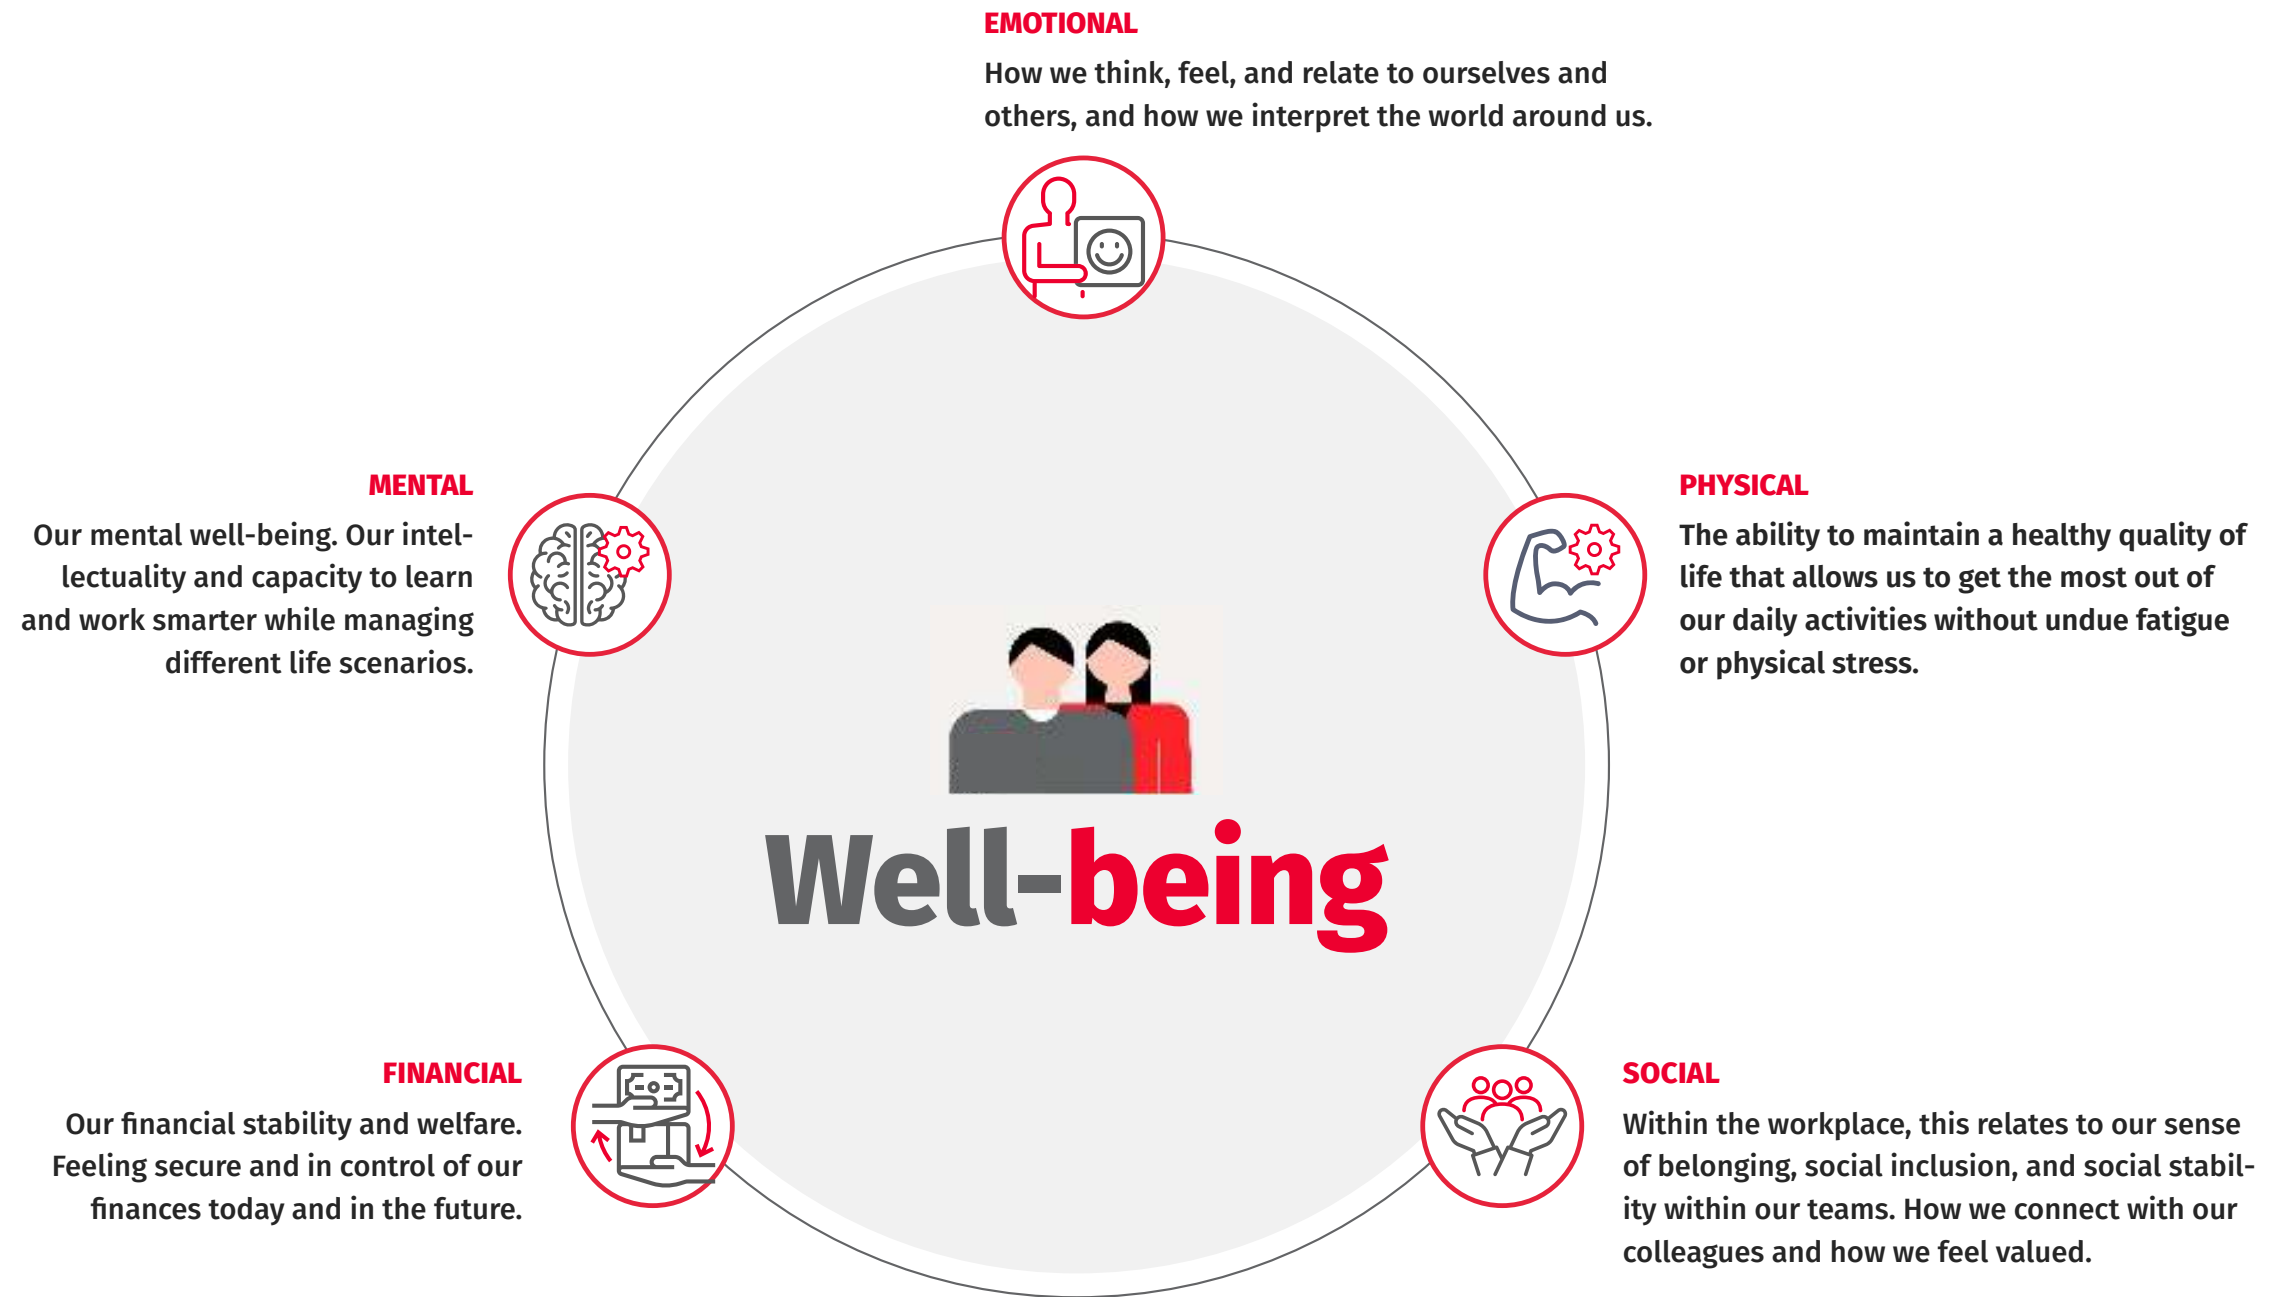 EMOTIONAL
How we think, feel, and relate to ourselves and
others, and how we interpret the world around us.
MENTAL
Our mental well-being. Our intel-
lectuality and capacity to learn
and work smarter while managing
different life scenarios.
PHYSICAL
The ability to maintain a healthy quality of
life that allows us to get the most out of
our daily activities without undue fatigue
or physical stress.
Well-being
FINANCIAL
Our financial stability and welfare.
Feeling secure and in control of our
finances today and in the future.
SOCIAL
Within the workplace, this relates to our sense
of belonging, social inclusion, and social stabil-
ity within our teams. How we connect with our
colleagues and how we feel valued.